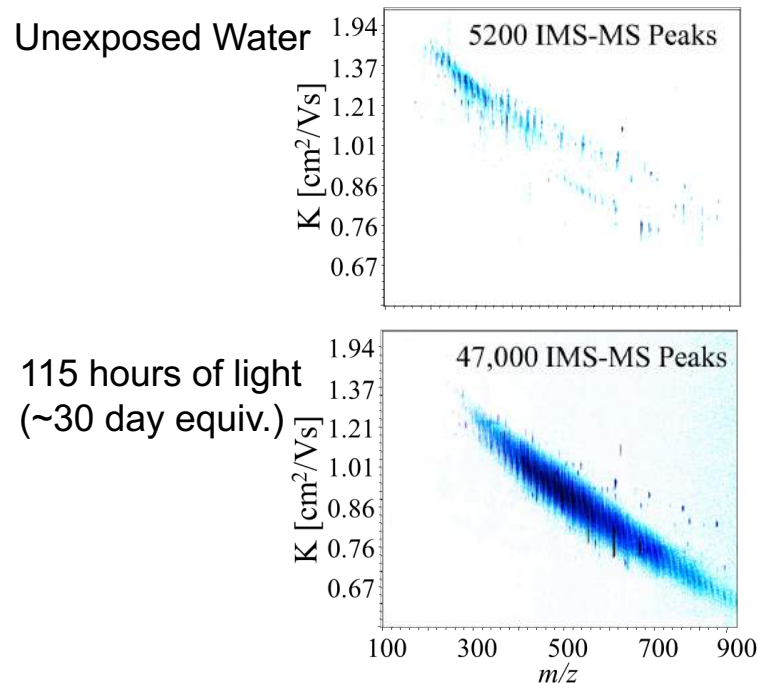 Unexposed Water
5200 IMS-MS Peaks
K [cm²/Vs]
1.94
1.37
1.21
1.01
0.86
0.76
0.67
115 hours of light
(~30 day equiv.)
47,000 IMS-MS Peaks
K [cm²/Vs]
1.94
1.37
1.21
1.01
0.86
0.76
0.67
100 300 500 700 900
m/z